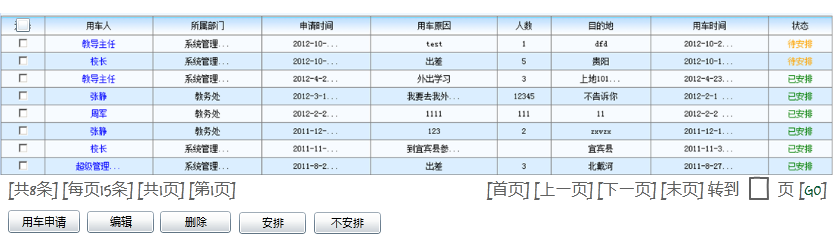 用车人 所属部门 申请时间 用车原因 人数 目的地 用车时间 状态
教导主任 系统管理... 2012-10-... test 1 dfd 2012-10-2... 待安排
校长 系统管理... 2012-10-... 出差 5 贵阳 2012-10-1... 待安排
教导主任 系统管理... 2012-4-2... 外出学习 3 上地101... 2012-4-23... 已安排
张静 教务处 2012-3-1... 我要去我外... 12345 不告诉你 2012-2-1 ... 已安排
周军 教务处 2012-2-2... 1111 111 11 2012-2-2 ... 已安排
张静 教务处 2011-12-... 123 2 zxvzx 2011-12-1... 已安排
校长 系统管理... 2011-11-... 到宜宾县参... 宜宾县 2011-11-3... 已安排
超级管理... 系统管理... 2011-8-2... 出差 3 北戴河 2011-8-27... 已安排
[共8条] [每页15条] [共1页] [第1页] [首页] [上一页] [下一页] [末页] 转到 页 [GO]
用车申请 编辑 删除 安排 不安排